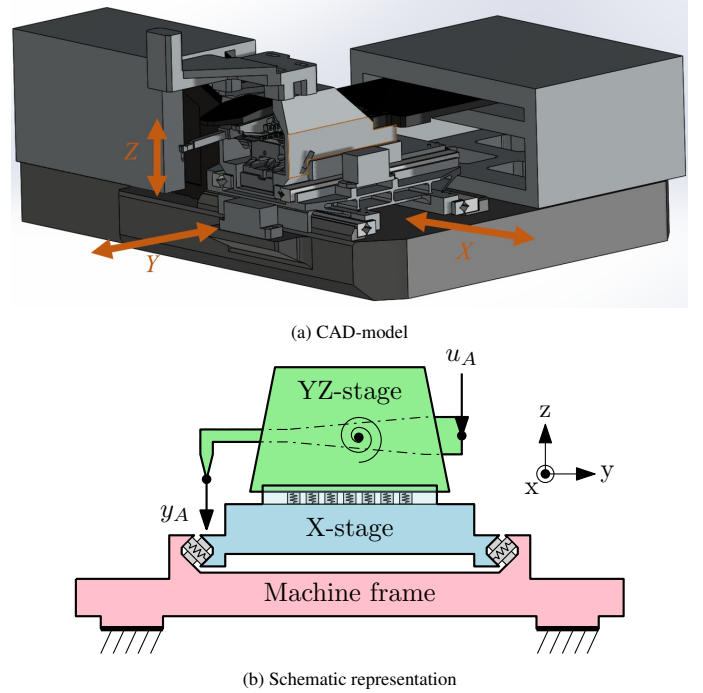 Z
Y
X
(a) CAD-model
u_A
YZ-stage
z
y
x
y_A
X-stage
Machine frame
(b) Schematic representation